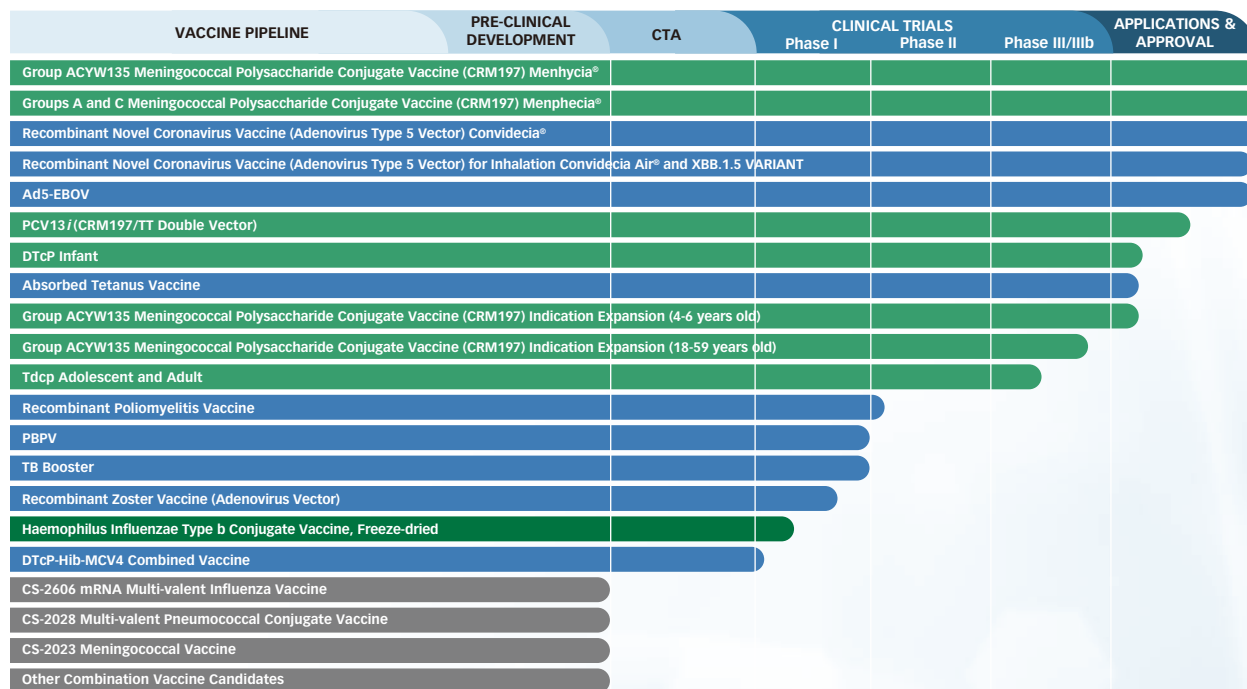 VACCINE PIPELINE
PRE-CLINICAL
DEVELOPMENT
CTA
CLINICAL TRIALS
Phase I
Phase II
Phase III/IIIb
APPLICATIONS &
APPROVAL
Group ACYW135 Meningococcal Polysaccharide Conjugate Vaccine (CRM197) Menhycia®
Groups A and C Meningococcal Polysaccharide Conjugate Vaccine (CRM197) Menphecia®
Recombinant Novel Coronavirus Vaccine (Adenovirus Type 5 Vector) Convidecia®
Recombinant Novel Coronavirus Vaccine (Adenovirus Type 5 Vector) for Inhalation Convidecia Air® and XBB.1.5 VARIANT
Ad5-EBOV
PCV13i (CRM197/TT Double Vector)
DTcP Infant
Absorbed Tetanus Vaccine
Group ACYW135 Meningococcal Polysaccharide Conjugate Vaccine (CRM197) Indication Expansion (4-6 years old)
Group ACYW135 Meningococcal Polysaccharide Conjugate Vaccine (CRM197) Indication Expansion (18-59 years old)
Tdcp Adolescent and Adult
Recombinant Poliomyelitis Vaccine
PBPV
TB Booster
Recombinant Zoster Vaccine (Adenovirus Vector)
Haemophilus Influenzae Type b Conjugate Vaccine, Freeze-dried
DTcP-Hib-MCV4 Combined Vaccine
CS-2606 mRNA Multi-valent Influenza Vaccine
CS-2028 Multi-valent Pneumococcal Conjugate Vaccine
CS-2023 Meningococcal Vaccine
Other Combination Vaccine Candidates